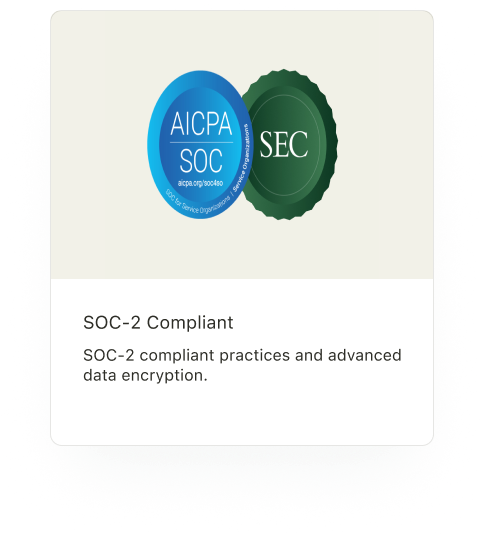 AICPA
SOC
aicpa.org/soc4so
SOC for Service Organizations | Service Organizations
SEC
SOC-2 Compliant
SOC-2 compliant practices and advanced
data encryption.